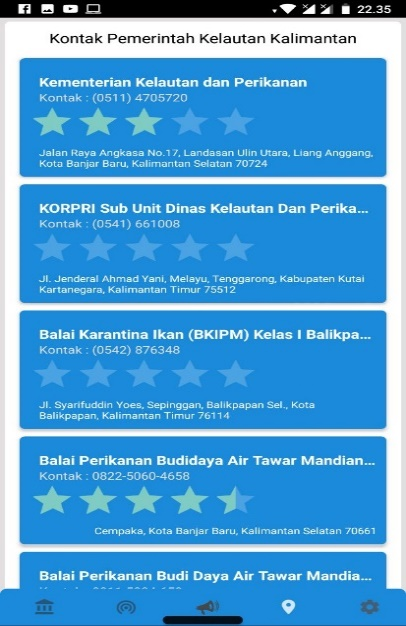 22.35
Kontak Pemerintah Kelautan Kalimantan
Kementerian Kelautan dan Perikanan
Kontak : (0511) 4705720
Jalan Raya Angkasa No.17, Landasan Ulin Utara, Liang Anggang,
Kota Banjar Baru, Kalimantan Selatan 70724
KORPRI Sub Unit Dinas Kelautan Dan Perika...
Kontak : (0541) 661008
Jl. Jenderal Ahmad Yani, Melayu, Tenggarong, Kabupaten Kutai
Kartanegara, Kalimantan Timur 75512
Balai Karantina Ikan (BKIPM) Kelas I Balikpa...
Kontak : (0542) 876348
Jl. Syarifuddin Yoes, Sepinggan, Balikpapan Sel., Kota
Balikpapan, Kalimantan Timur 76114
Balai Perikanan Budidaya Air Tawar Mandian...
Kontak : 0822-5060-4658
Cempaka, Kota Banjar Baru, Kalimantan Selatan 70661
Balai Perikanan Budi Daya Air Tawar Mandia...